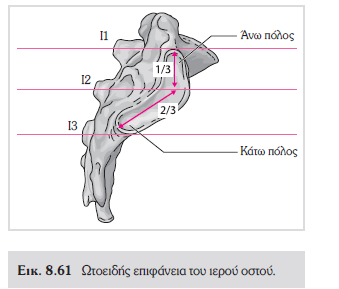 Ι1
Άνω πόλος
1/3
Ι2
2/3
Ι3
Κάτω πόλος
Εικ. 8.61 Ωτοειδής επιφάνεια του ιερού οστού.